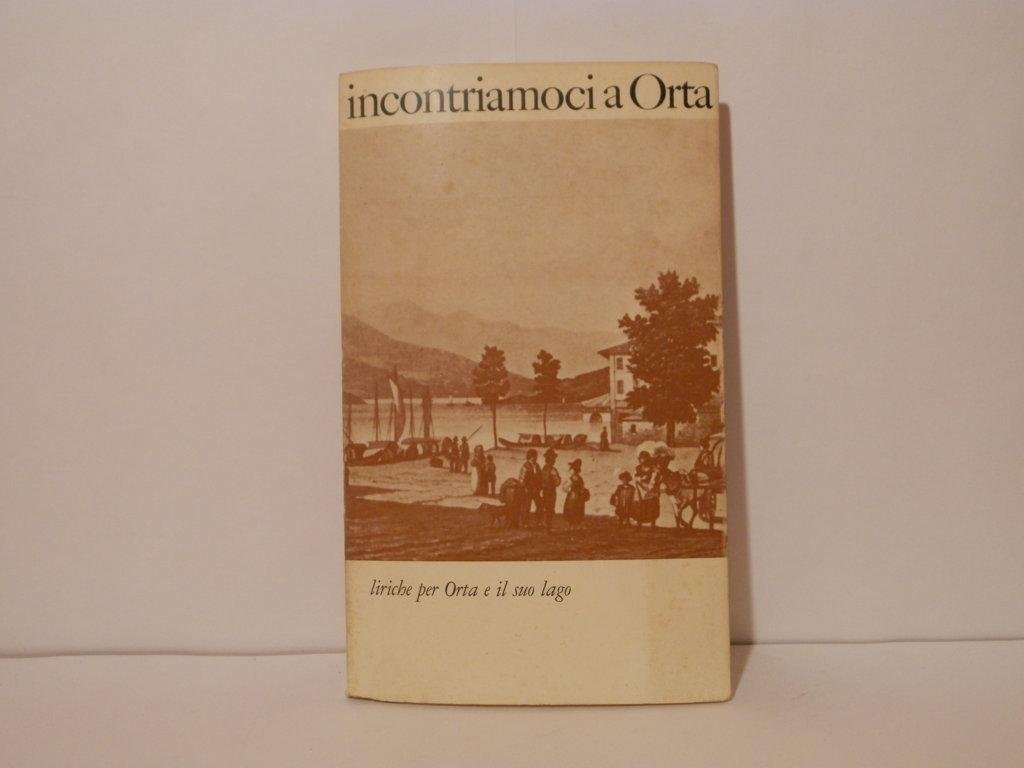 incontriamoci a Orta
liriche per Orta e il suo lago